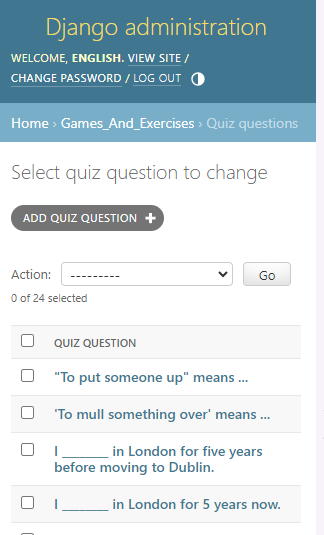 Django administration
WELCOME, ENGLISH. VIEW SITE /
CHANGE PASSWORD / LOG OUT
Home › Games_And_Exercises › Quiz questions
Select quiz question to change
ADD QUIZ QUESTION +
Action: --------- Go
0 of 24 selected
QUIZ QUESTION
"To put someone up" means ...
'To mull something over' means ...
I _______ in London for five years
before moving to Dublin.
I _______ in London for 5 years now.